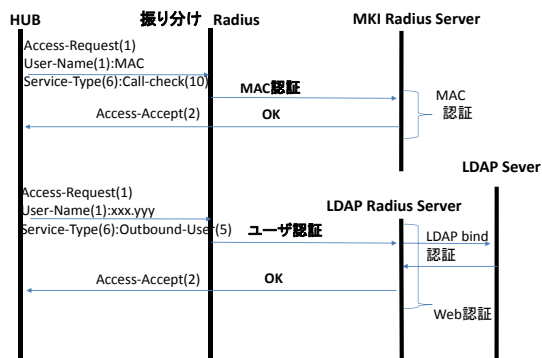 HUB
振り分け Radius
MKI Radius Server
Access-Request(1)
User-Name(1):MAC
Service-Type(6):Call-check(10)
MAC認証
MAC
認証
Access-Accept(2)
OK
LDAP Sever
Access-Request(1)
User-Name(1):xxx.yyy
Service-Type(6):Outbound-User(5)
LDAP Radius Server
ユーザ認証
LDAP bind
認証
Access-Accept(2)
OK
Web認証